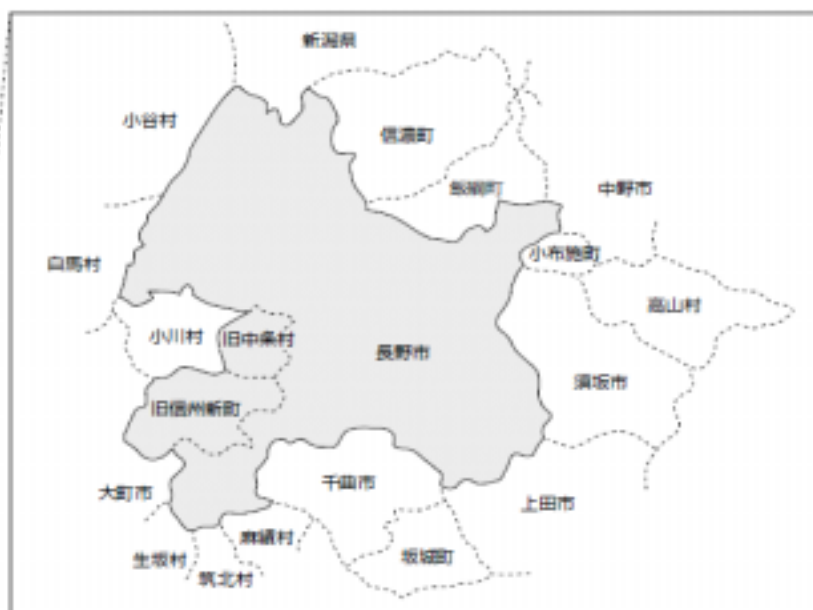 新潟県
小谷村
信濃町
飯綱町
中野市
小布施町
白馬村
高山村
小川村
旧中条村
長野市
須坂市
旧信州新町
千曲市
大町市
上田市
麻績村
坂城町
生坂村
筑北村